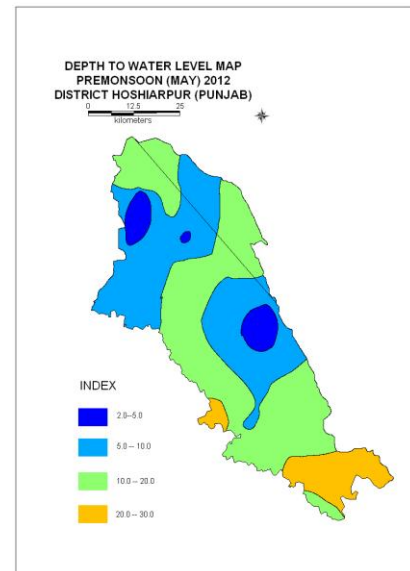 DEPTH TO WATER LEVEL MAP
PREMONSOON (MAY) 2012
DISTRICT HOSHIARPUR (PUNJAB)
0 12.5 25
kilometers
INDEX
2.0--5.0
5.0 -- 10.0
10.0 -- 20.0
20.0 -- 30.0